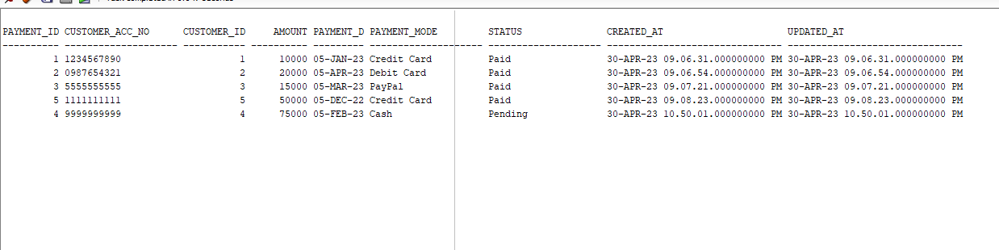 PAYMENT_ID CUSTOMER_ACC_NO CUSTOMER_ID AMOUNT PAYMENT_D PAYMENT_MODE STATUS CREATED_AT UPDATED_AT
1 1234567890 1 10000 05-JAN-23 Credit Card Paid 30-APR-23 09.06.31.000000000 PM 30-APR-23 09.06.31.000000000 PM
2 0987654321 2 20000 05-APR-23 Debit Card Paid 30-APR-23 09.06.54.000000000 PM 30-APR-23 09.06.54.000000000 PM
3 5555555555 3 15000 05-MAR-23 PayPal Paid 30-APR-23 09.07.21.000000000 PM 30-APR-23 09.07.21.000000000 PM
5 1111111111 5 50000 05-DEC-22 Credit Card Paid 30-APR-23 09.08.23.000000000 PM 30-APR-23 09.08.23.000000000 PM
4 9999999999 4 75000 05-FEB-23 Cash Pending 30-APR-23 10.50.01.000000000 PM 30-APR-23 10.50.01.000000000 PM